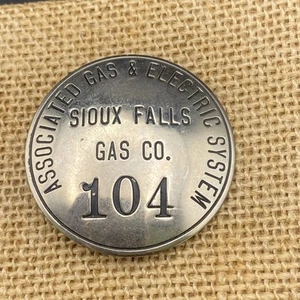 ASSOCIATED GAS & ELECTRIC SYSTEM
SIOUX FALLS
GAS CO.
104